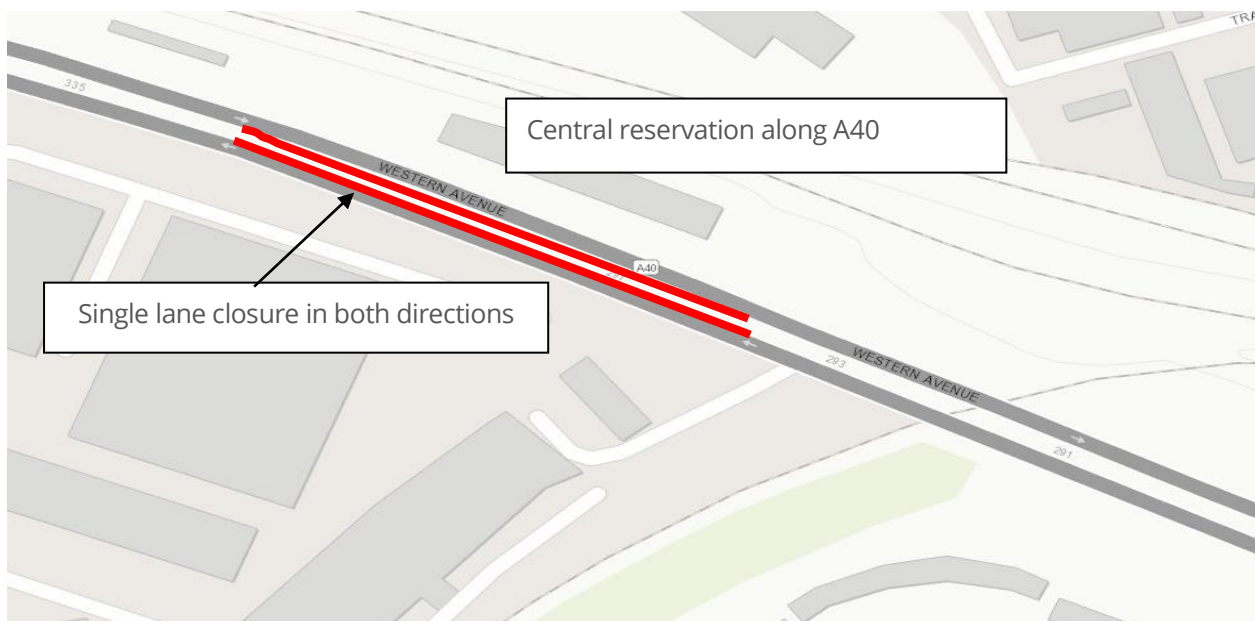 TRA
335
Central reservation along A40
WESTERN AVENUE
A40
Single lane closure in both directions
293
WESTERN AVENUE
291